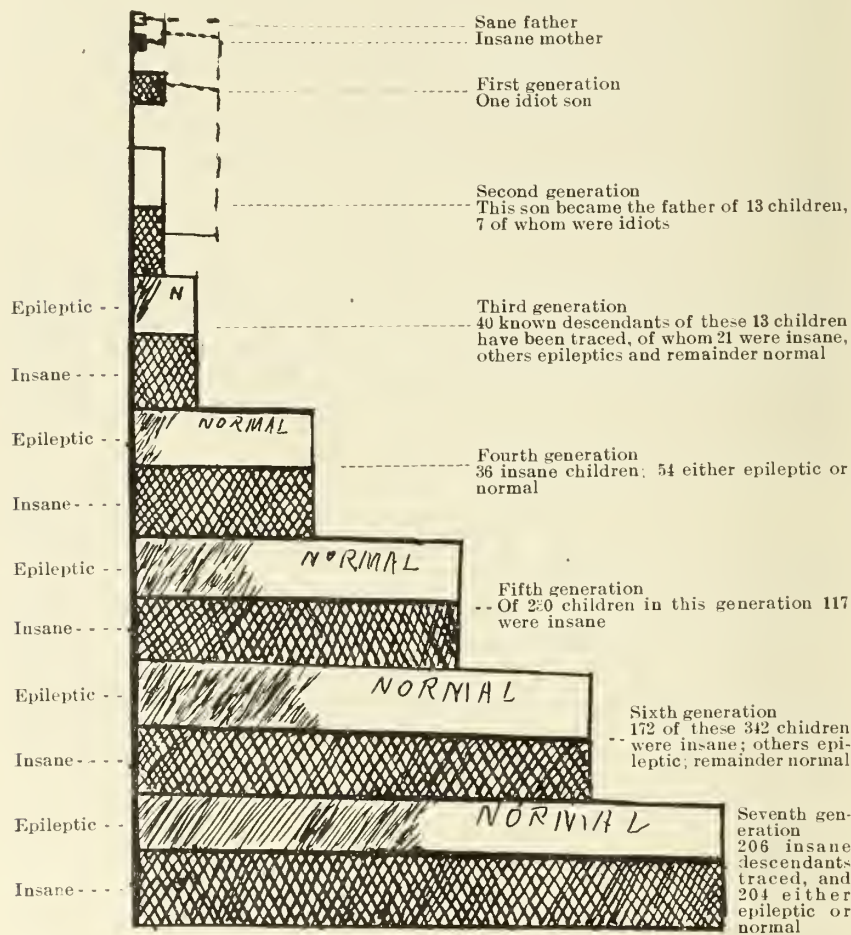 Sane father
Insane mother
First generation
One idiot son
Second generation
This son became the father of 13 children,
7 of whom were idiots
N
Epileptic
Third generation
40 known descendants of these 13 children
have been traced, of whom 21 were insane,
others epileptics and remainder normal
Insane
NORMAL
Epileptic
Fourth generation
36 insane children; 54 either epileptic or
normal
Insane
NORMAL
Epileptic
Fifth generation
Of children in this generation 117
were insane
Insane
NORMAL
Epileptic
Sixth generation
172 of these 342 children
were insane; others epi-
leptic; remainder normal
Insane
NORMAL
Epileptic
Seventh gen-
eration
206 insane
descendants
traced, and
204 either
epileptic or
normal
Insane